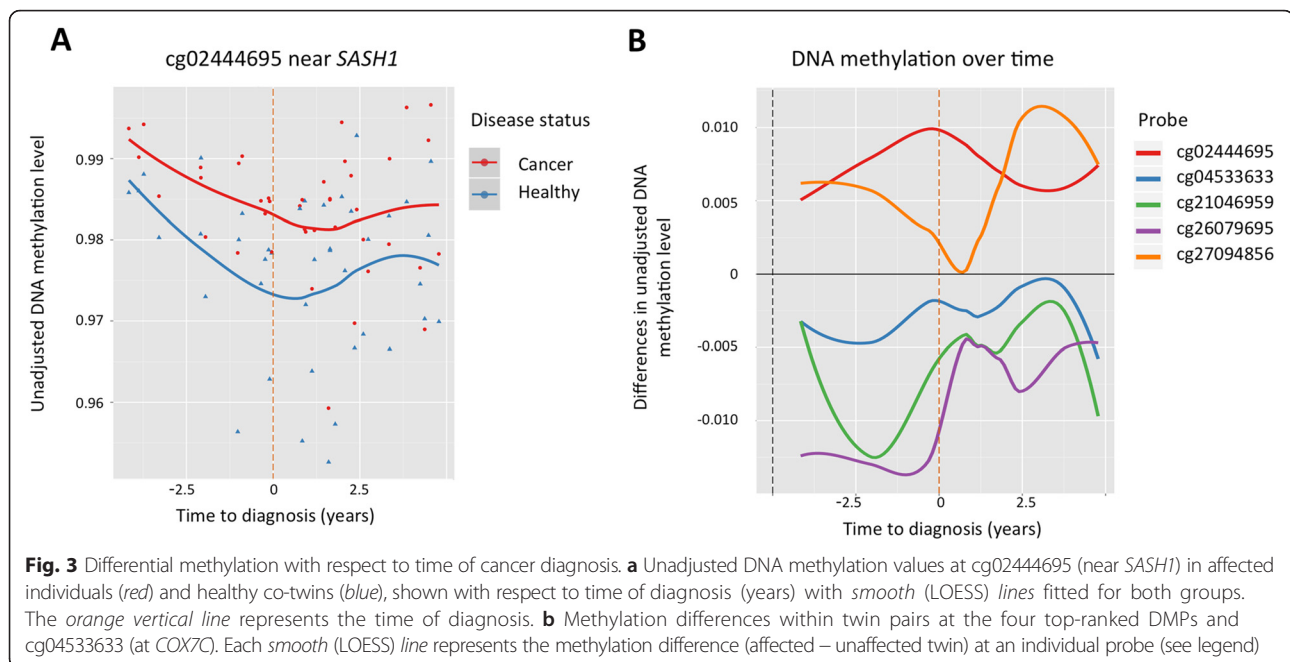 A
cg02444695 near SASH1
Unadjusted DNA methylation level
0.99
0.98
0.97
0.96
-2.5
0
2.5
Time to diagnosis (years)
Disease status
Cancer
Healthy
B
DNA methylation over time
Differences in unadjusted DNA
methylation level
0.010
0.005
0
-0.005
-0.010
-2.5
0
2.5
Time to diagnosis (years)
Probe
cg02444695
cg04533633
cg21046959
cg26079695
cg27094856
Fig. 3 Differential methylation with respect to time of cancer diagnosis. a Unadjusted DNA methylation values at cg02444695 (near SASH1) in affected
individuals (red) and healthy co-twins (blue), shown with respect to time of diagnosis (years) with smooth (LOESS) lines fitted for both groups.
The orange vertical line represents the time of diagnosis. b Methylation differences within twin pairs at the four top-ranked DMPs and
cg04533633 (at COX7C). Each smooth (LOESS) line represents the methylation difference (affected – unaffected twin) at an individual probe (see legend)